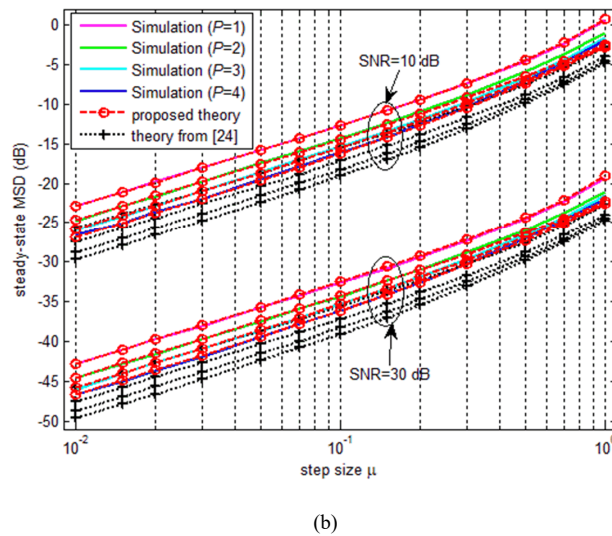 Simulation (P=1)
Simulation (P=2)
Simulation (P=3)
Simulation (P=4)
proposed theory
theory from [24]
SNR=10 dB
SNR=30 dB
steady-state MSD (dB)
0
-5
-10
-15
-20
-25
-30
-35
-40
-45
-50
10^-2
10^-1
10^0
step size μ
(b)